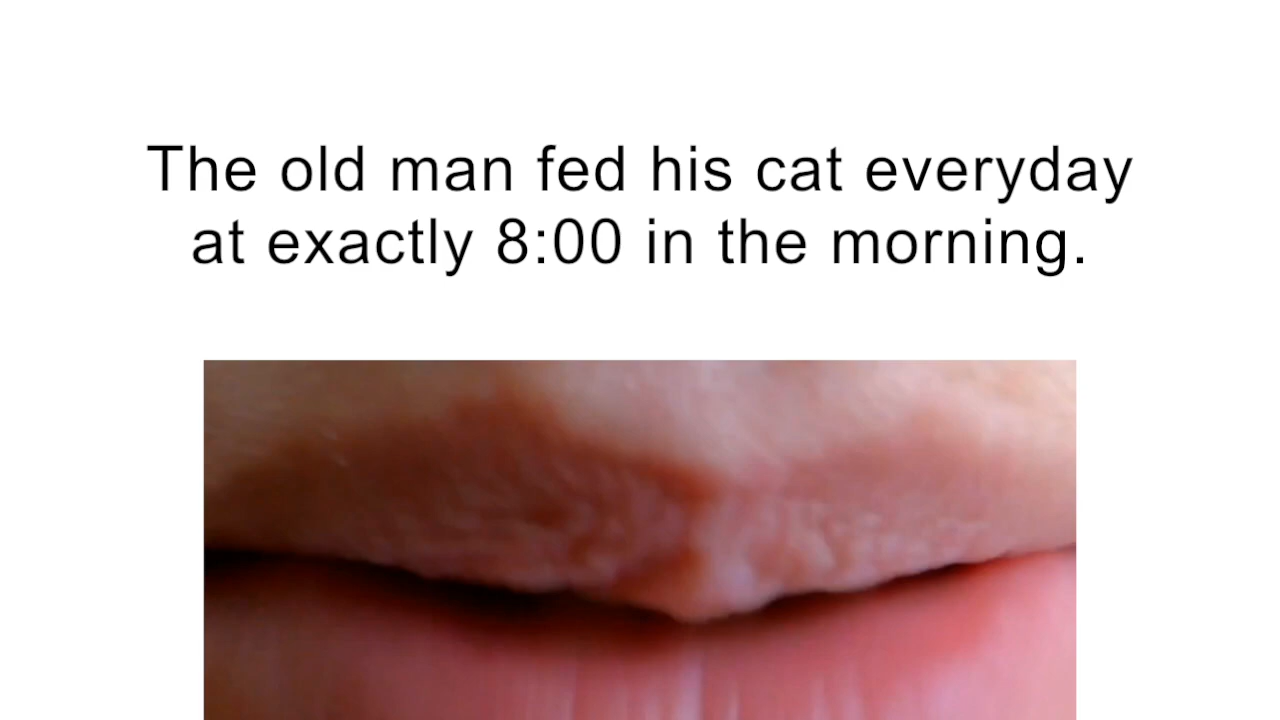 The old man fed his cat everyday
at exactly 8:00 in the morning.